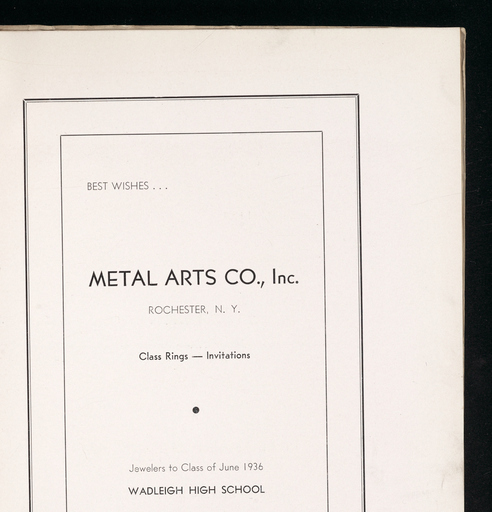 BEST WISHES . . .
METAL ARTS CO., Inc.
ROCHESTER, N. Y.
Class Rings — Invitations
Jewelers to Class of June 1936
WADLEIGH HIGH SCHOOL